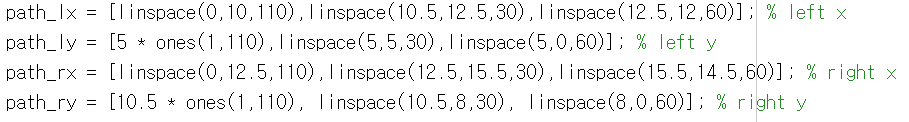 path_lx = [linspace(0,10,110),linspace(10.5,12.5,30),linspace(12.5,12,60)]; % left x
path_ly = [5 * ones(1,110),linspace(5,5,30),linspace(5,0,60)]; % left y
path_rx = [linspace(0,12.5,110),linspace(12.5,15.5,30),linspace(15.5,14.5,60)]; % right x
path_ry = [10.5 * ones(1,110), linspace(10.5,8,30), linspace(8,0,60)]; % right y